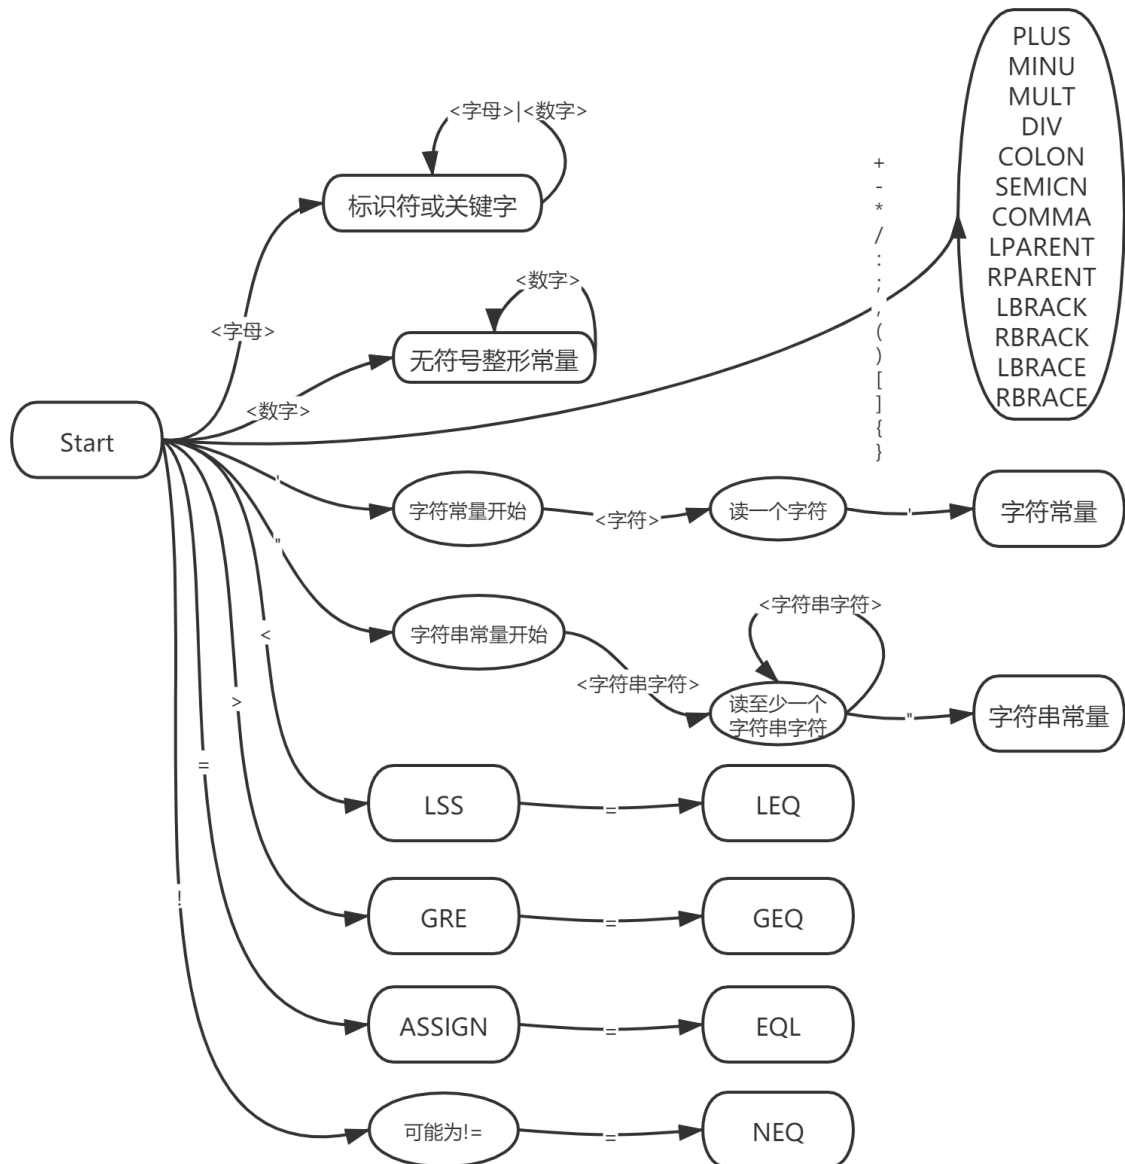 PLUS
MINU
MULT
DIV
COLON
SEMICN
COMMA
LPARENT
RPARENT
LBRACK
RBRACK
LBRACE
RBRACE
+
-
*
/
:
;
,
(
)
[
]
{
}
<字母>|<数字>
标识符或关键字
<字母>
<数字>
无符号整形常量
<数字>
Start
'
字符常量开始
<字符>
读一个字符
'
字符常量
"
字符串常量开始
<字符串字符>
<字符串字符>
读至少一个
字符串字符
"
字符串常量
<
LSS
=
LEQ
>
GRE
=
GEQ
=
ASSIGN
=
EQL
!
可能为!=
=
NEQ